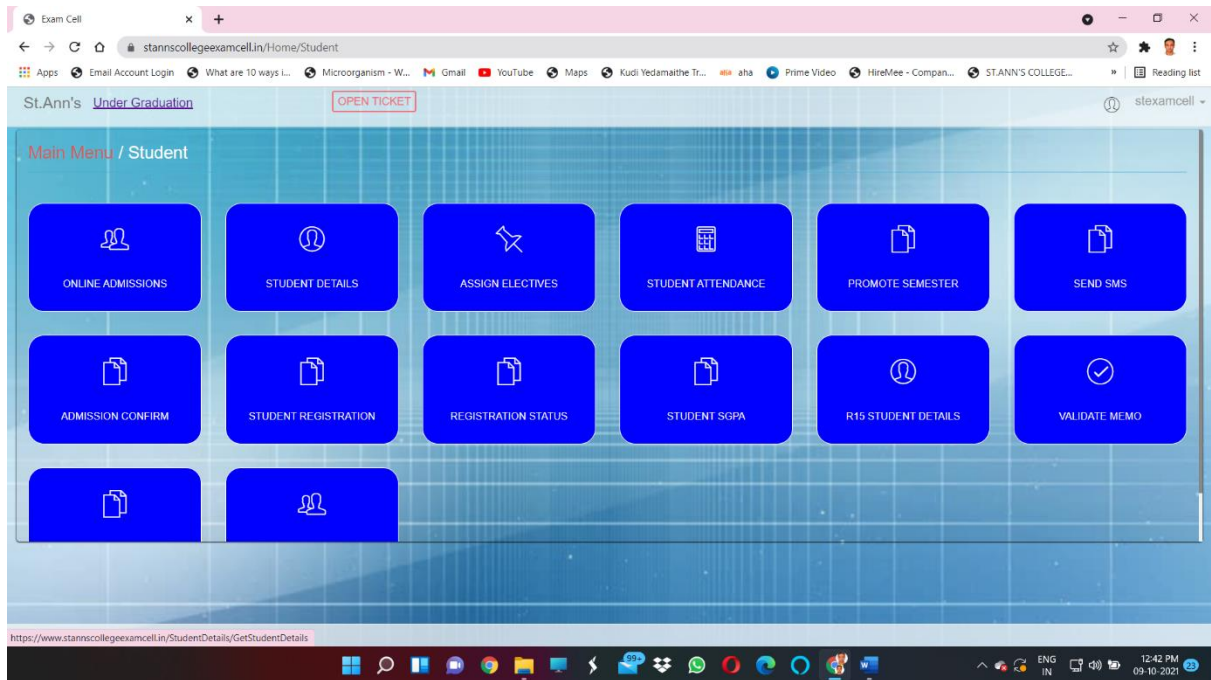 Exam Cell
stannscollegeexamcell.in/Home/Student
Apps Email Account Login What are 10 ways i... Microorganism - W... Gmail YouTube Maps Kudi Yedamaithe Tr... aha aha Prime Video HireMee - Compan... ST.ANN'S COLLEGE... » Reading list
St.Ann's Under Graduation OPEN TICKET stexamcell
Main Menu / Student
ONLINE ADMISSIONS STUDENT DETAILS ASSIGN ELECTIVES STUDENT ATTENDANCE PROMOTE SEMESTER SEND SMS
ADMISSION CONFIRM STUDENT REGISTRATION REGISTRATION STATUS STUDENT SGPA R15 STUDENT DETAILS VALIDATE MEMO
https://www.stannscollegeexamcell.in/StudentDetails/GetStudentDetails
99+ ENG 12:42 PM
IN 09-10-2021 23